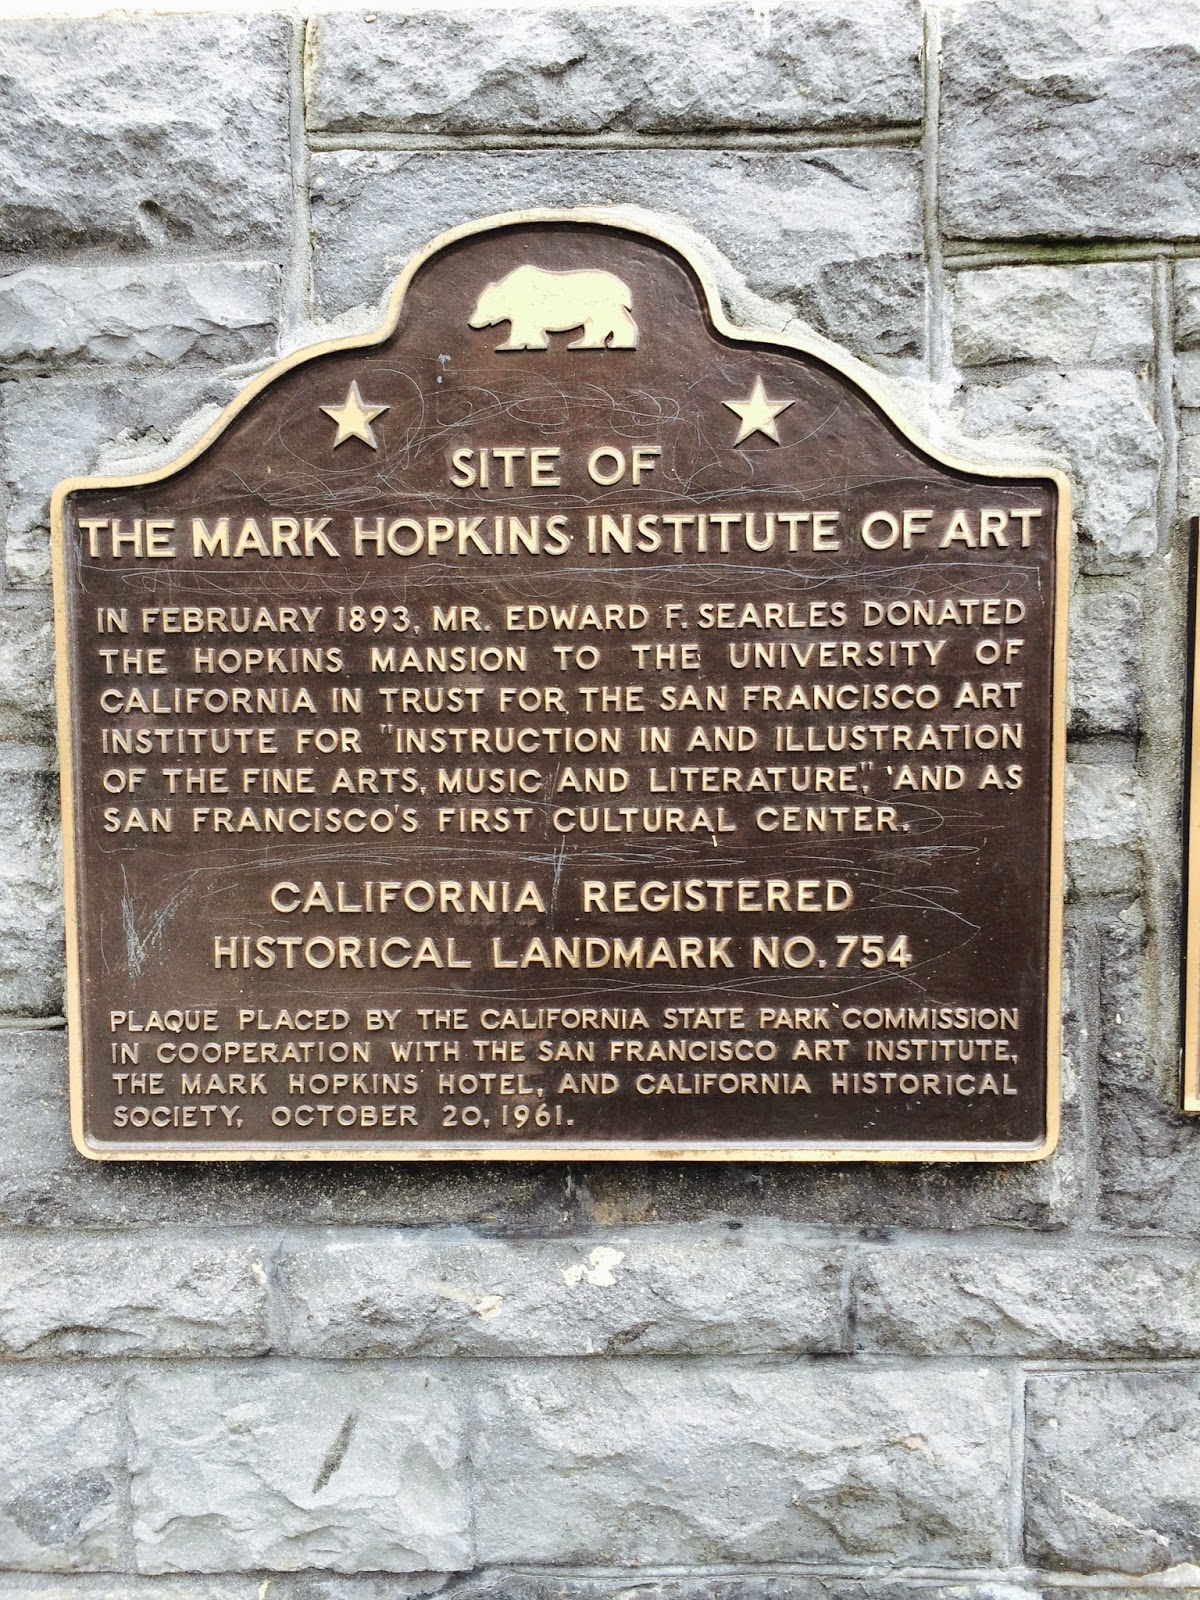 SITE OF
THE MARK HOPKINS INSTITUTE OF ART
IN FEBRUARY 1893, MR. EDWARD F. SEARLES DONATED
THE HOPKINS MANSION TO THE UNIVERSITY OF
CALIFORNIA IN TRUST FOR THE SAN FRANCISCO ART
INSTITUTE FOR "INSTRUCTION IN AND ILLUSTRATION
OF THE FINE ARTS, MUSIC AND LITERATURE," AND AS
SAN FRANCISCO'S FIRST CULTURAL CENTER.
CALIFORNIA REGISTERED
HISTORICAL LANDMARK NO. 754
PLAQUE PLACED BY THE CALIFORNIA STATE PARK COMMISSION
IN COOPERATION WITH THE SAN FRANCISCO ART INSTITUTE,
THE MARK HOPKINS HOTEL, AND CALIFORNIA HISTORICAL
SOCIETY, OCTOBER 20, 1961.